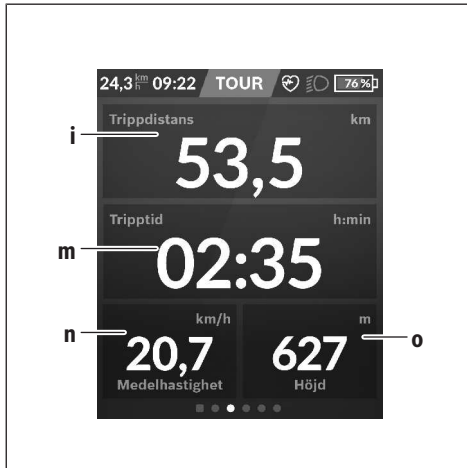 24,3 km/h 09:22 TOUR 76 %
Trippdistans km
i
53,5
Tripptid h:min
m
02:35
km/h m
n o
20,7 627
Medelhastighet Höjd